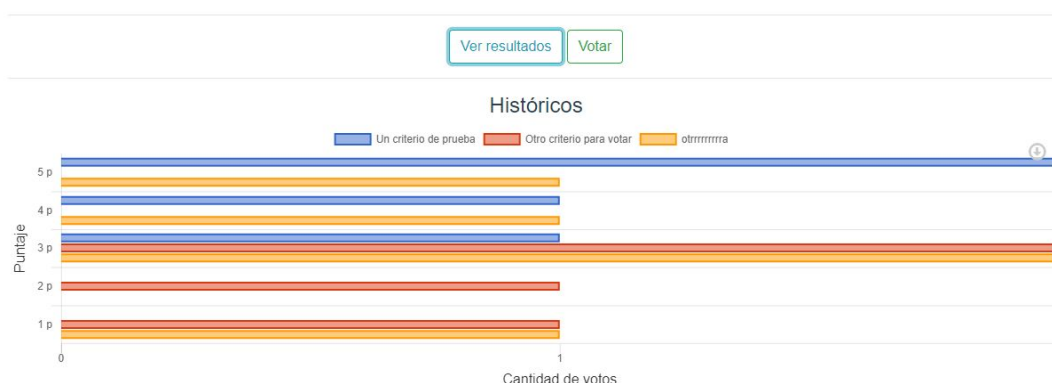 Ver resultados Votar
Históricos
Un criterio de prueba Otro criterio para votar otrrrrrrrrra
5 p
4 p
3 p
2 p
1 p
Puntaje
0 1
Cantidad de votos